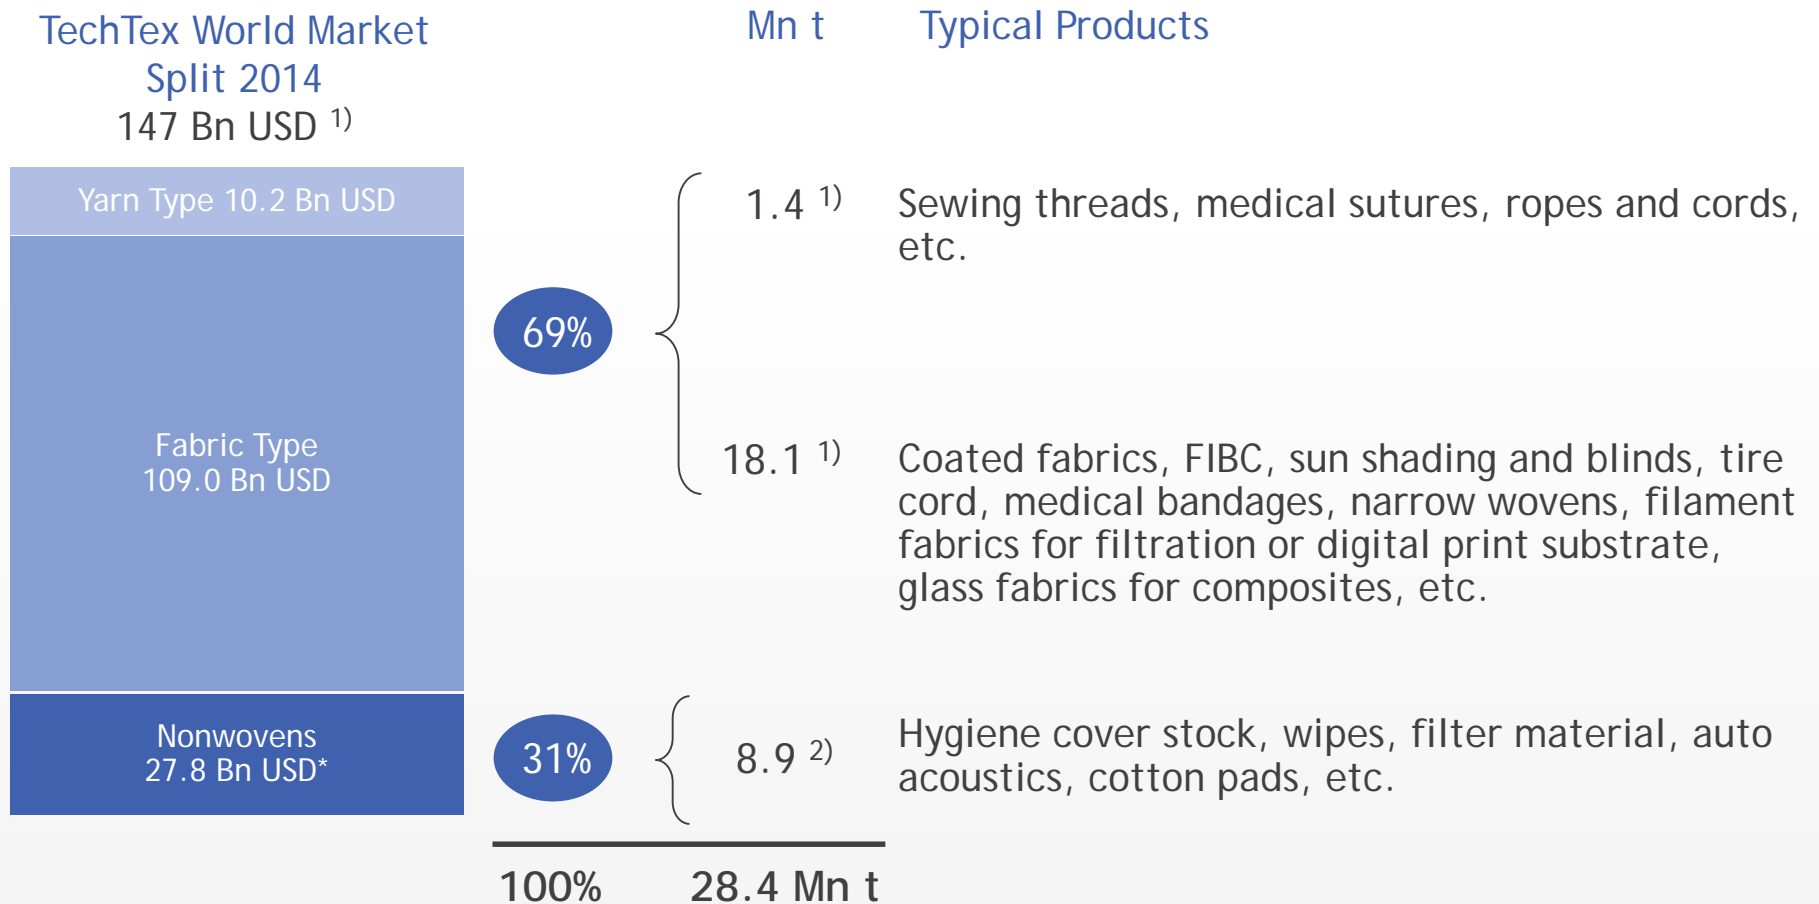 TechTex World Market
Split 2014
147 Bn USD 1)
Mn t
Typical Products
Yarn Type 10.2 Bn USD
1.4 1)
Sewing threads, medical sutures, ropes and cords,
etc.
69%
Fabric Type
109.0 Bn USD
18.1 1)
Coated fabrics, FIBC, sun shading and blinds, tire
cord, medical bandages, narrow wovens, filament
fabrics for filtration or digital print substrate,
glass fabrics for composites, etc.
Nonwovens
27.8 Bn USD*
31%
8.9 2)
Hygiene cover stock, wipes, filter material, auto
acoustics, cotton pads, etc.
100%
28.4 Mn t